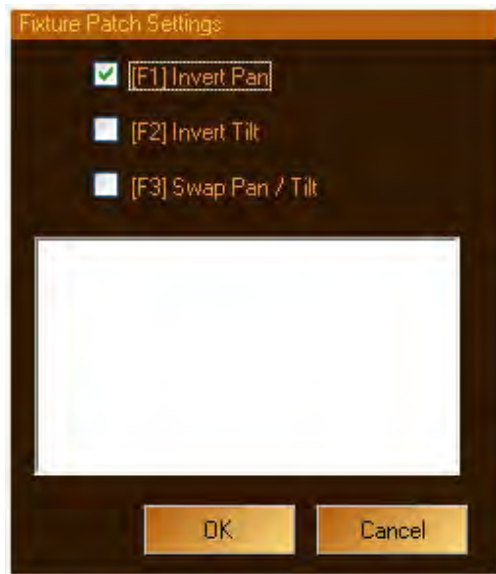 Fixture Patch Settings
[F1] Invert Pan
[F2] Invert Tilt
[F3] Swap Pan / Tilt
OK Cancel